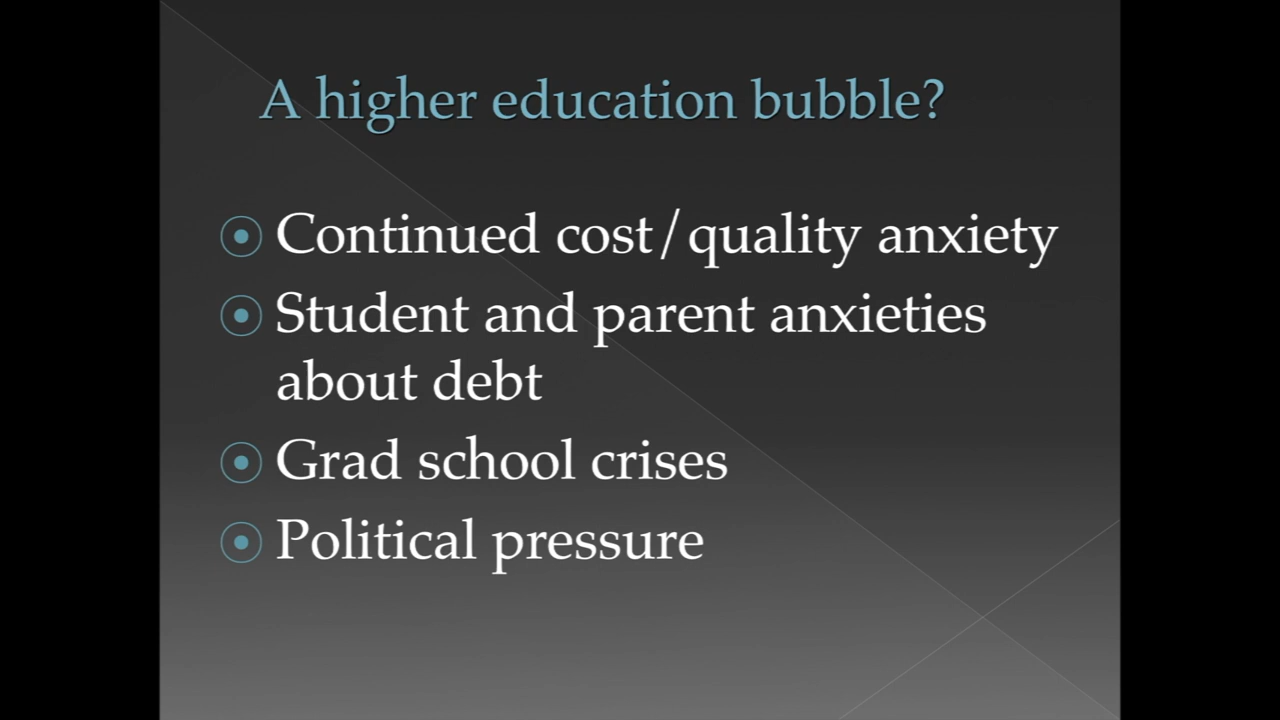 A higher education bubble?
Continued cost/quality anxiety
Student and parent anxieties
about debt
Grad school crises
Political pressure